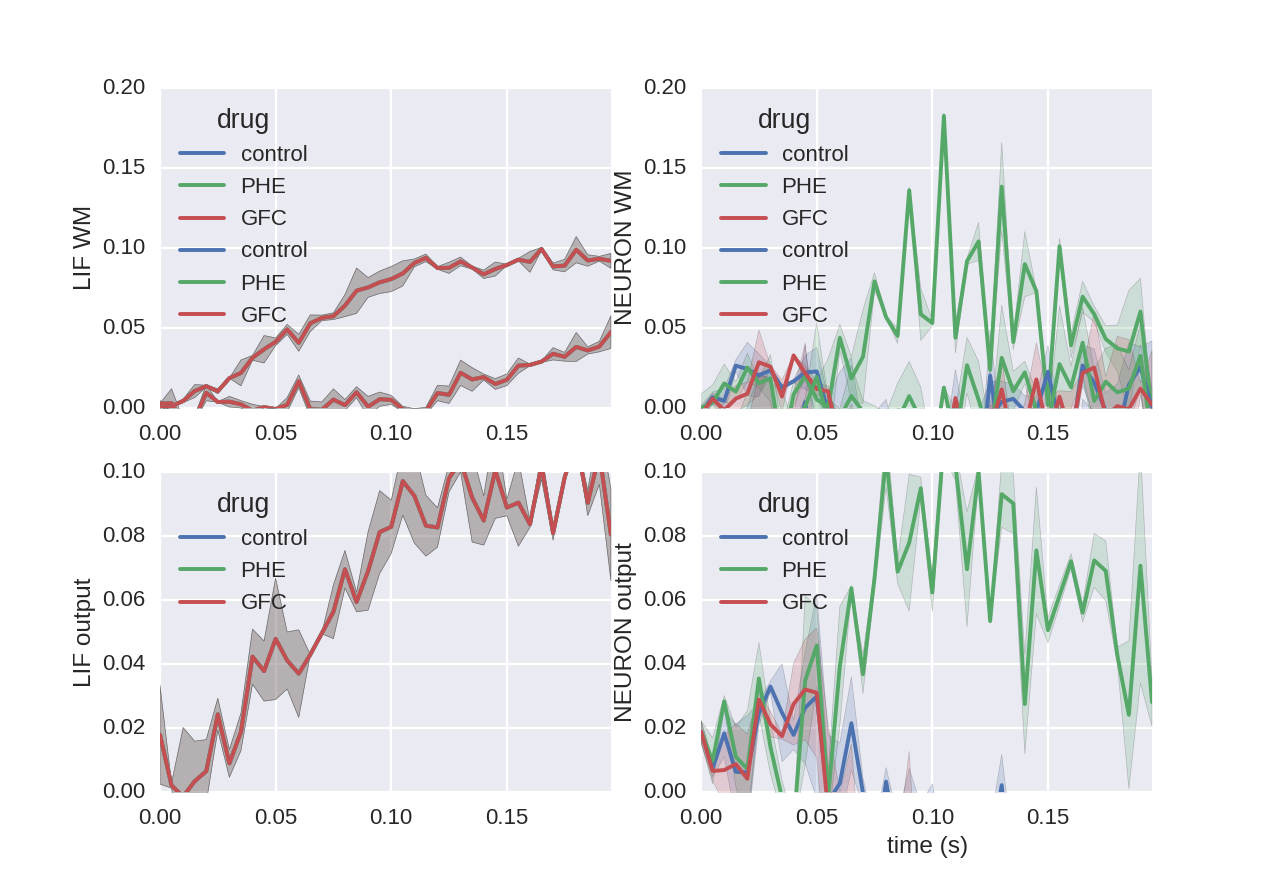 LIF WM
0.20
0.15
0.10
0.05
0.00
drug
control
PHE
GFC
control
PHE
GFC
0.00 0.05 0.10 0.15
NEURON WM
0.20
0.15
0.10
0.05
0.00
drug
control
PHE
GFC
control
PHE
GFC
0.00 0.05 0.10 0.15
LIF output
0.10
0.08
0.06
0.04
0.02
0.00
drug
control
PHE
GFC
0.00 0.05 0.10 0.15
NEURON output
0.10
0.08
0.06
0.04
0.02
0.00
drug
control
PHE
GFC
0.00 0.05 0.10 0.15
time (s)